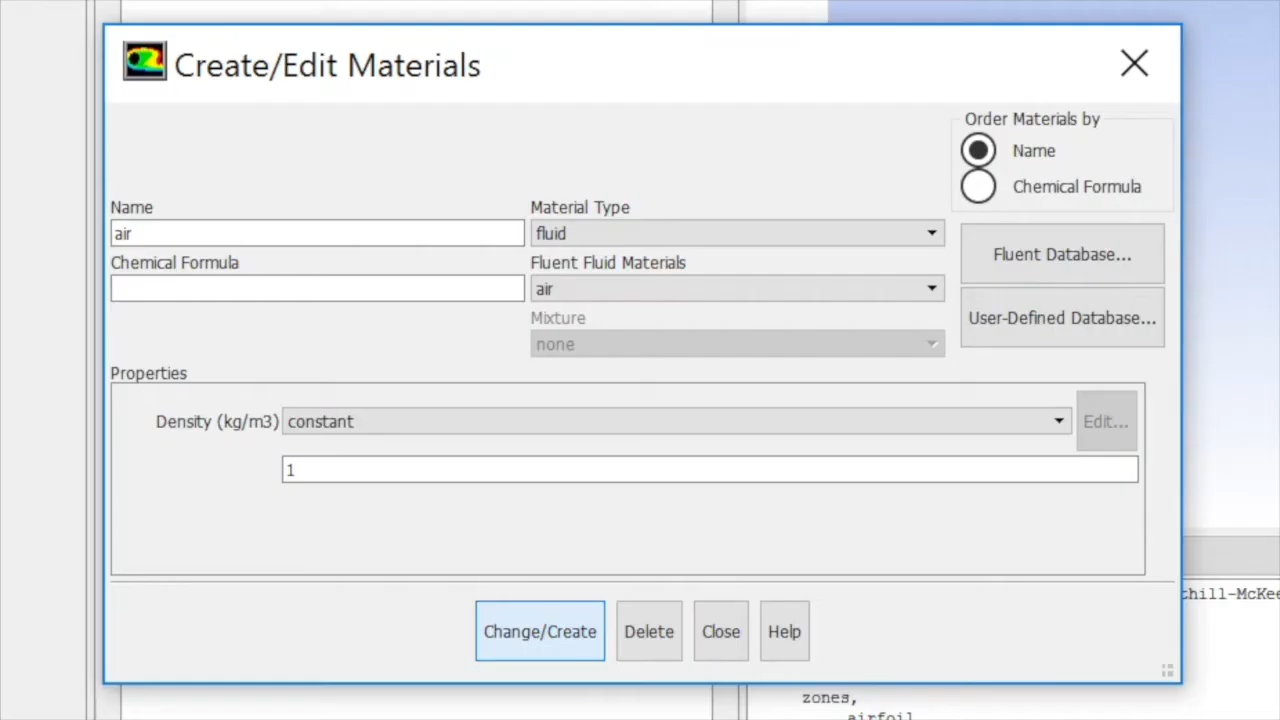 Create/Edit Materials
Order Materials by
Name
Chemical Formula
Name
Material Type
air
fluid
Fluent Database...
Chemical Formula
Fluent Fluid Materials
air
User-Defined Database...
Mixture
none
Properties
Density (kg/m3)
constant
Edit...
1
Change/Create
Delete
Close
Help
zones,
airfoil